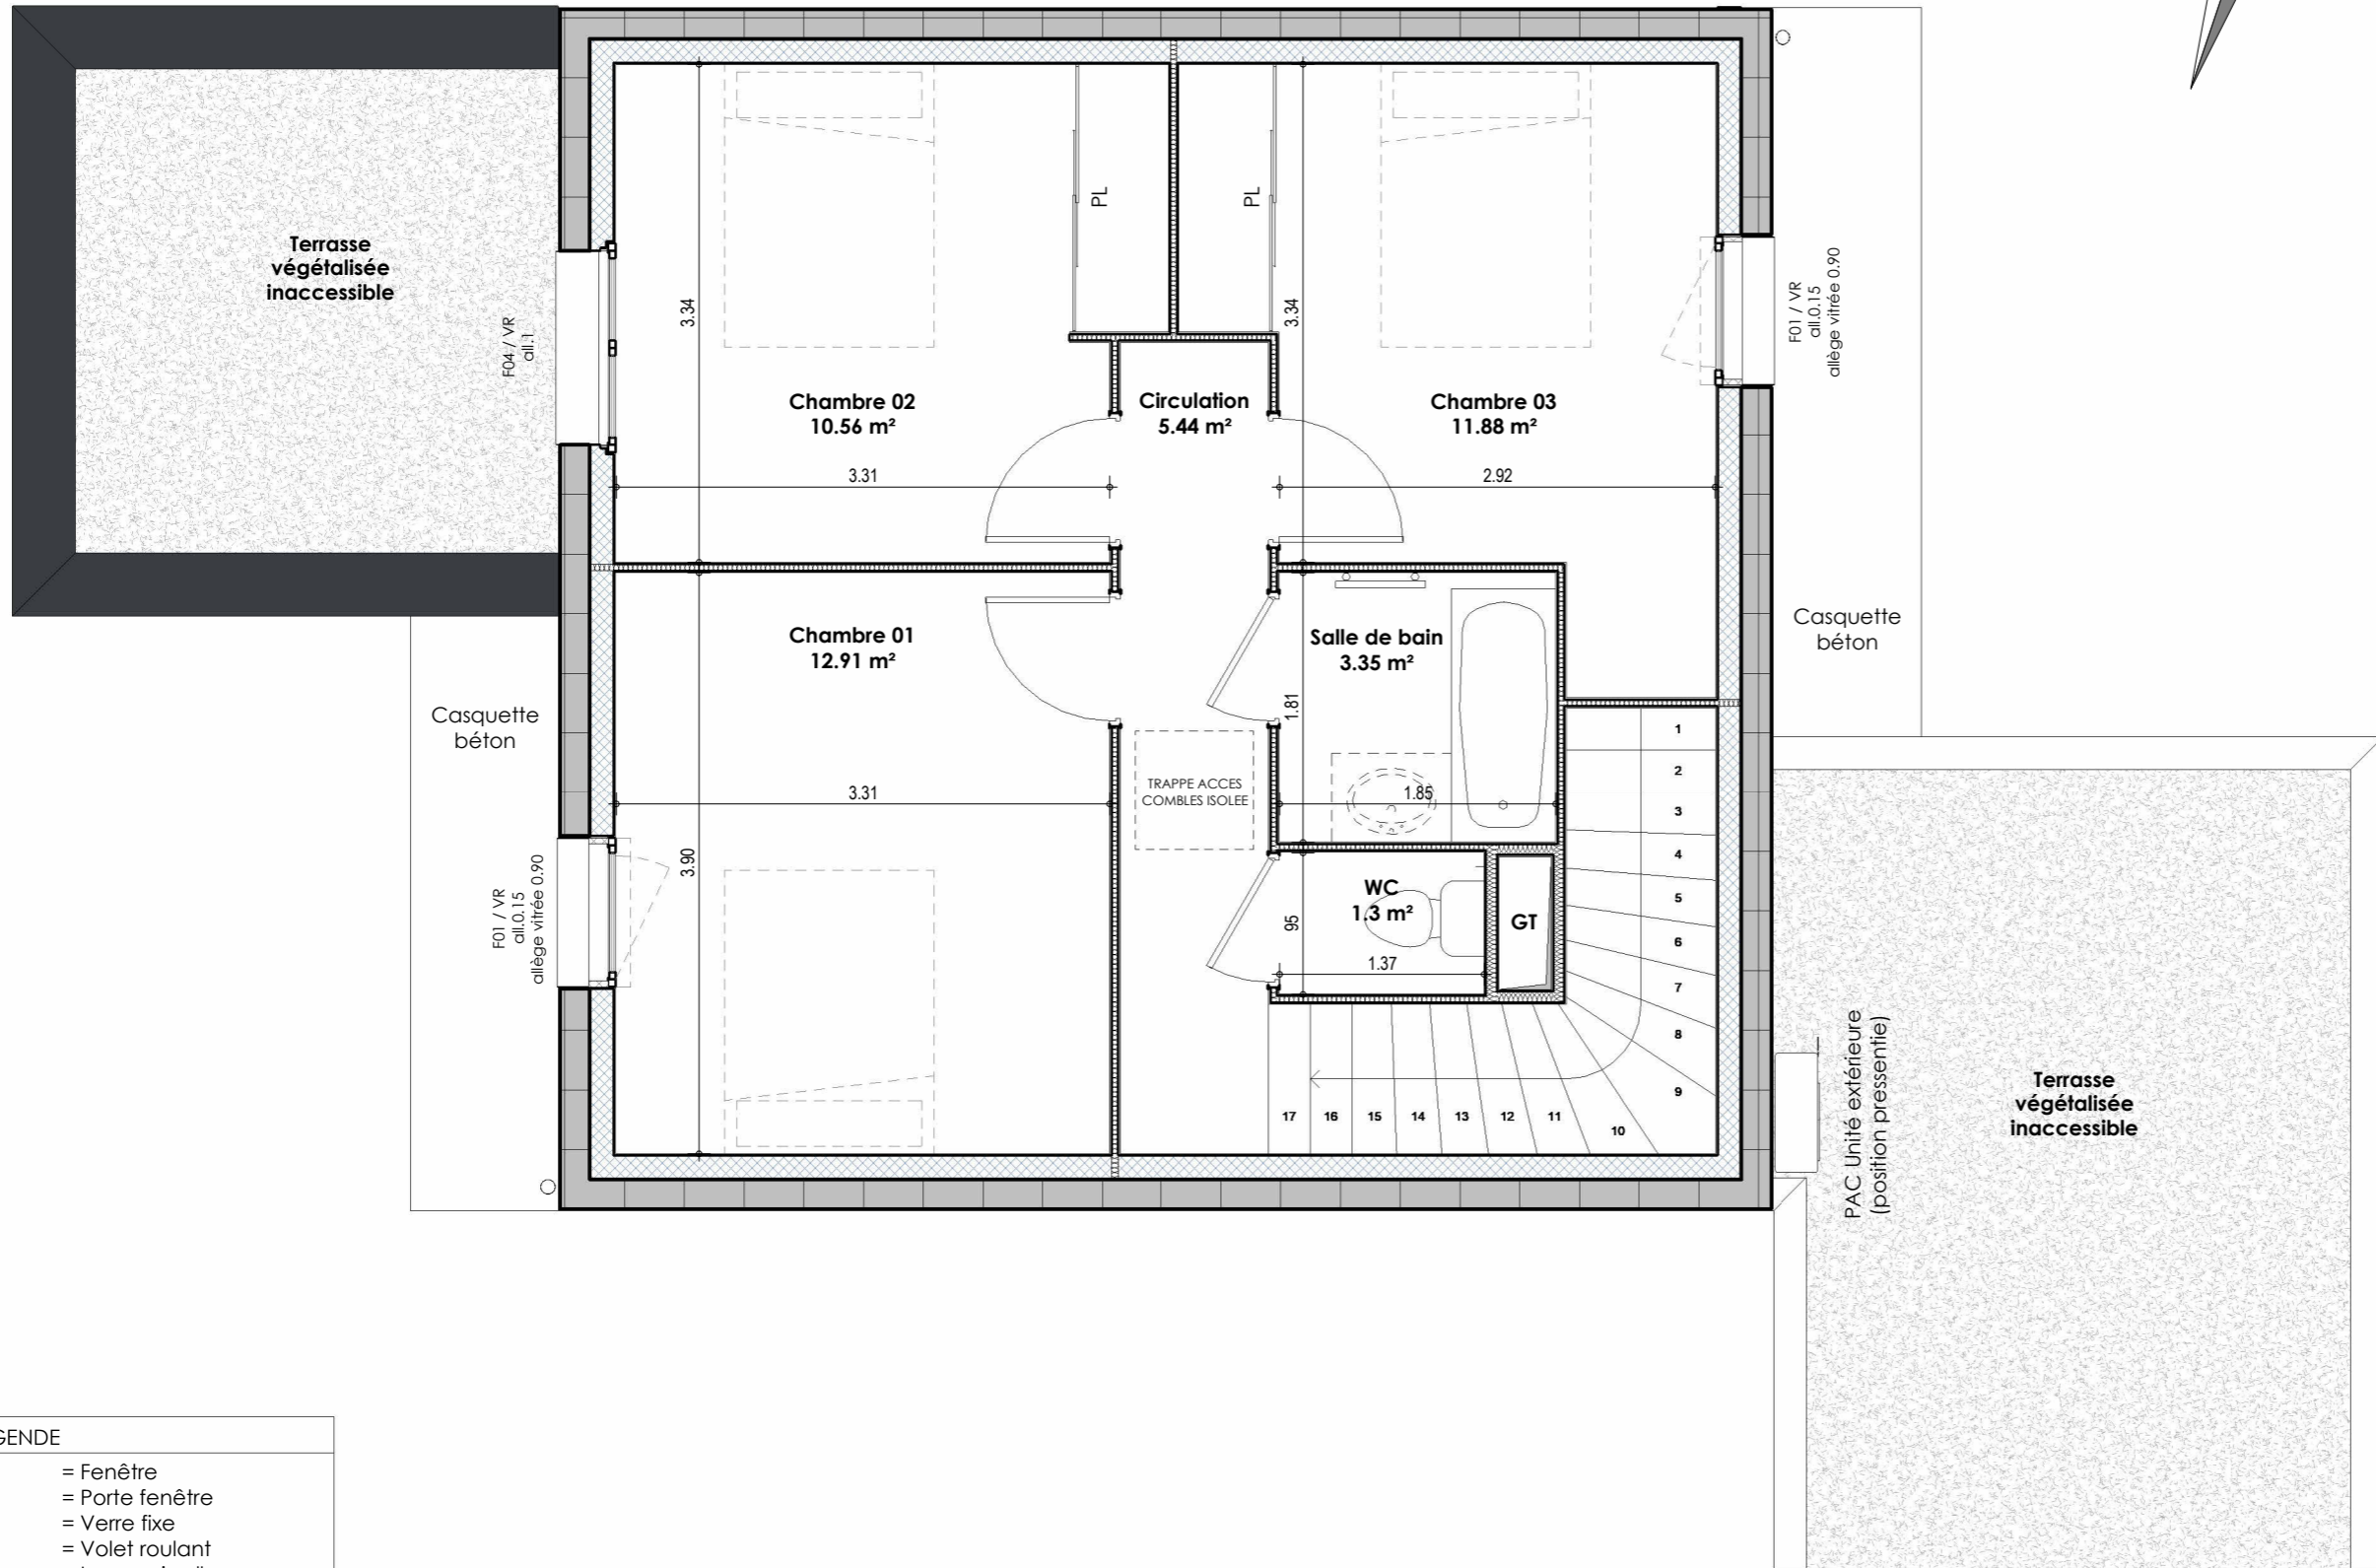 Terrasse
végétalisée
inaccessible
F04 / VR
all.1
3.34
PL
PL
3.34
F01 / VR
all.0.15
allège vitrée 0.90
Chambre 02
10.56 m²
Circulation
5.44 m²
Chambre 03
11.88 m²
3.31
2.92
Casquette
béton
Chambre 01
12.91 m²
Salle de bain
3.35 m²
Casquette
béton
1.81
TRAPPE ACCES
COMBLES ISOLEE
3.31
1.85
3.90
F01 / VR
all.0.15
allège vitrée 0.90
WC
1.3 m²
95
1.37
GT
1
2
3
4
5
6
7
8
9
10
11
12
13
14
15
16
17
PAC Unité extérieure
(position pressentie)
Terrasse
végétalisée
inaccessible
GENDE
= Fenêtre
= Porte fenêtre
= Verre fixe
= Volet roulant